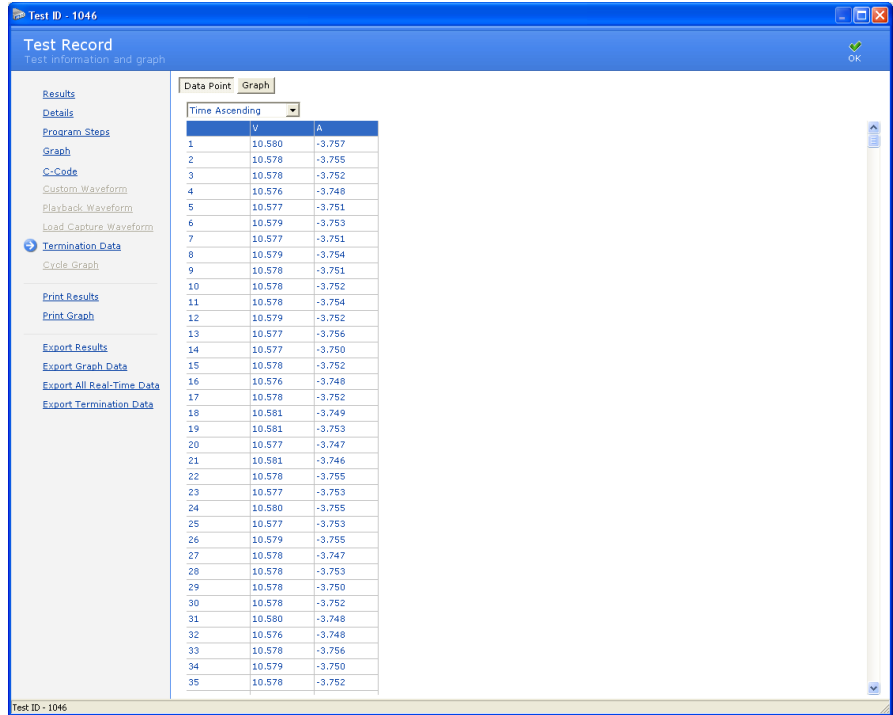 Test ID - 1046
Test Record
Test information and graph
OK
Results
Details
Program Steps
Graph
C-Code
Custom Waveform
Playback Waveform
Load Capture Waveform
Termination Data
Cycle Graph
Print Results
Print Graph
Export Results
Export Graph Data
Export All Real-Time Data
Export Termination Data
Data Point Graph
Time Ascending
V A
1 10.580 -3.757
2 10.578 -3.755
3 10.578 -3.752
4 10.576 -3.748
5 10.577 -3.751
6 10.579 -3.753
7 10.577 -3.751
8 10.579 -3.754
9 10.578 -3.751
10 10.578 -3.752
11 10.578 -3.754
12 10.579 -3.752
13 10.577 -3.756
14 10.577 -3.750
15 10.578 -3.752
16 10.576 -3.748
17 10.578 -3.752
18 10.581 -3.749
19 10.581 -3.753
20 10.577 -3.747
21 10.581 -3.746
22 10.578 -3.755
23 10.577 -3.753
24 10.580 -3.755
25 10.577 -3.753
26 10.579 -3.755
27 10.578 -3.747
28 10.578 -3.753
29 10.578 -3.750
30 10.578 -3.752
31 10.580 -3.748
32 10.576 -3.748
33 10.578 -3.756
34 10.579 -3.750
35 10.578 -3.752
Test ID - 1046